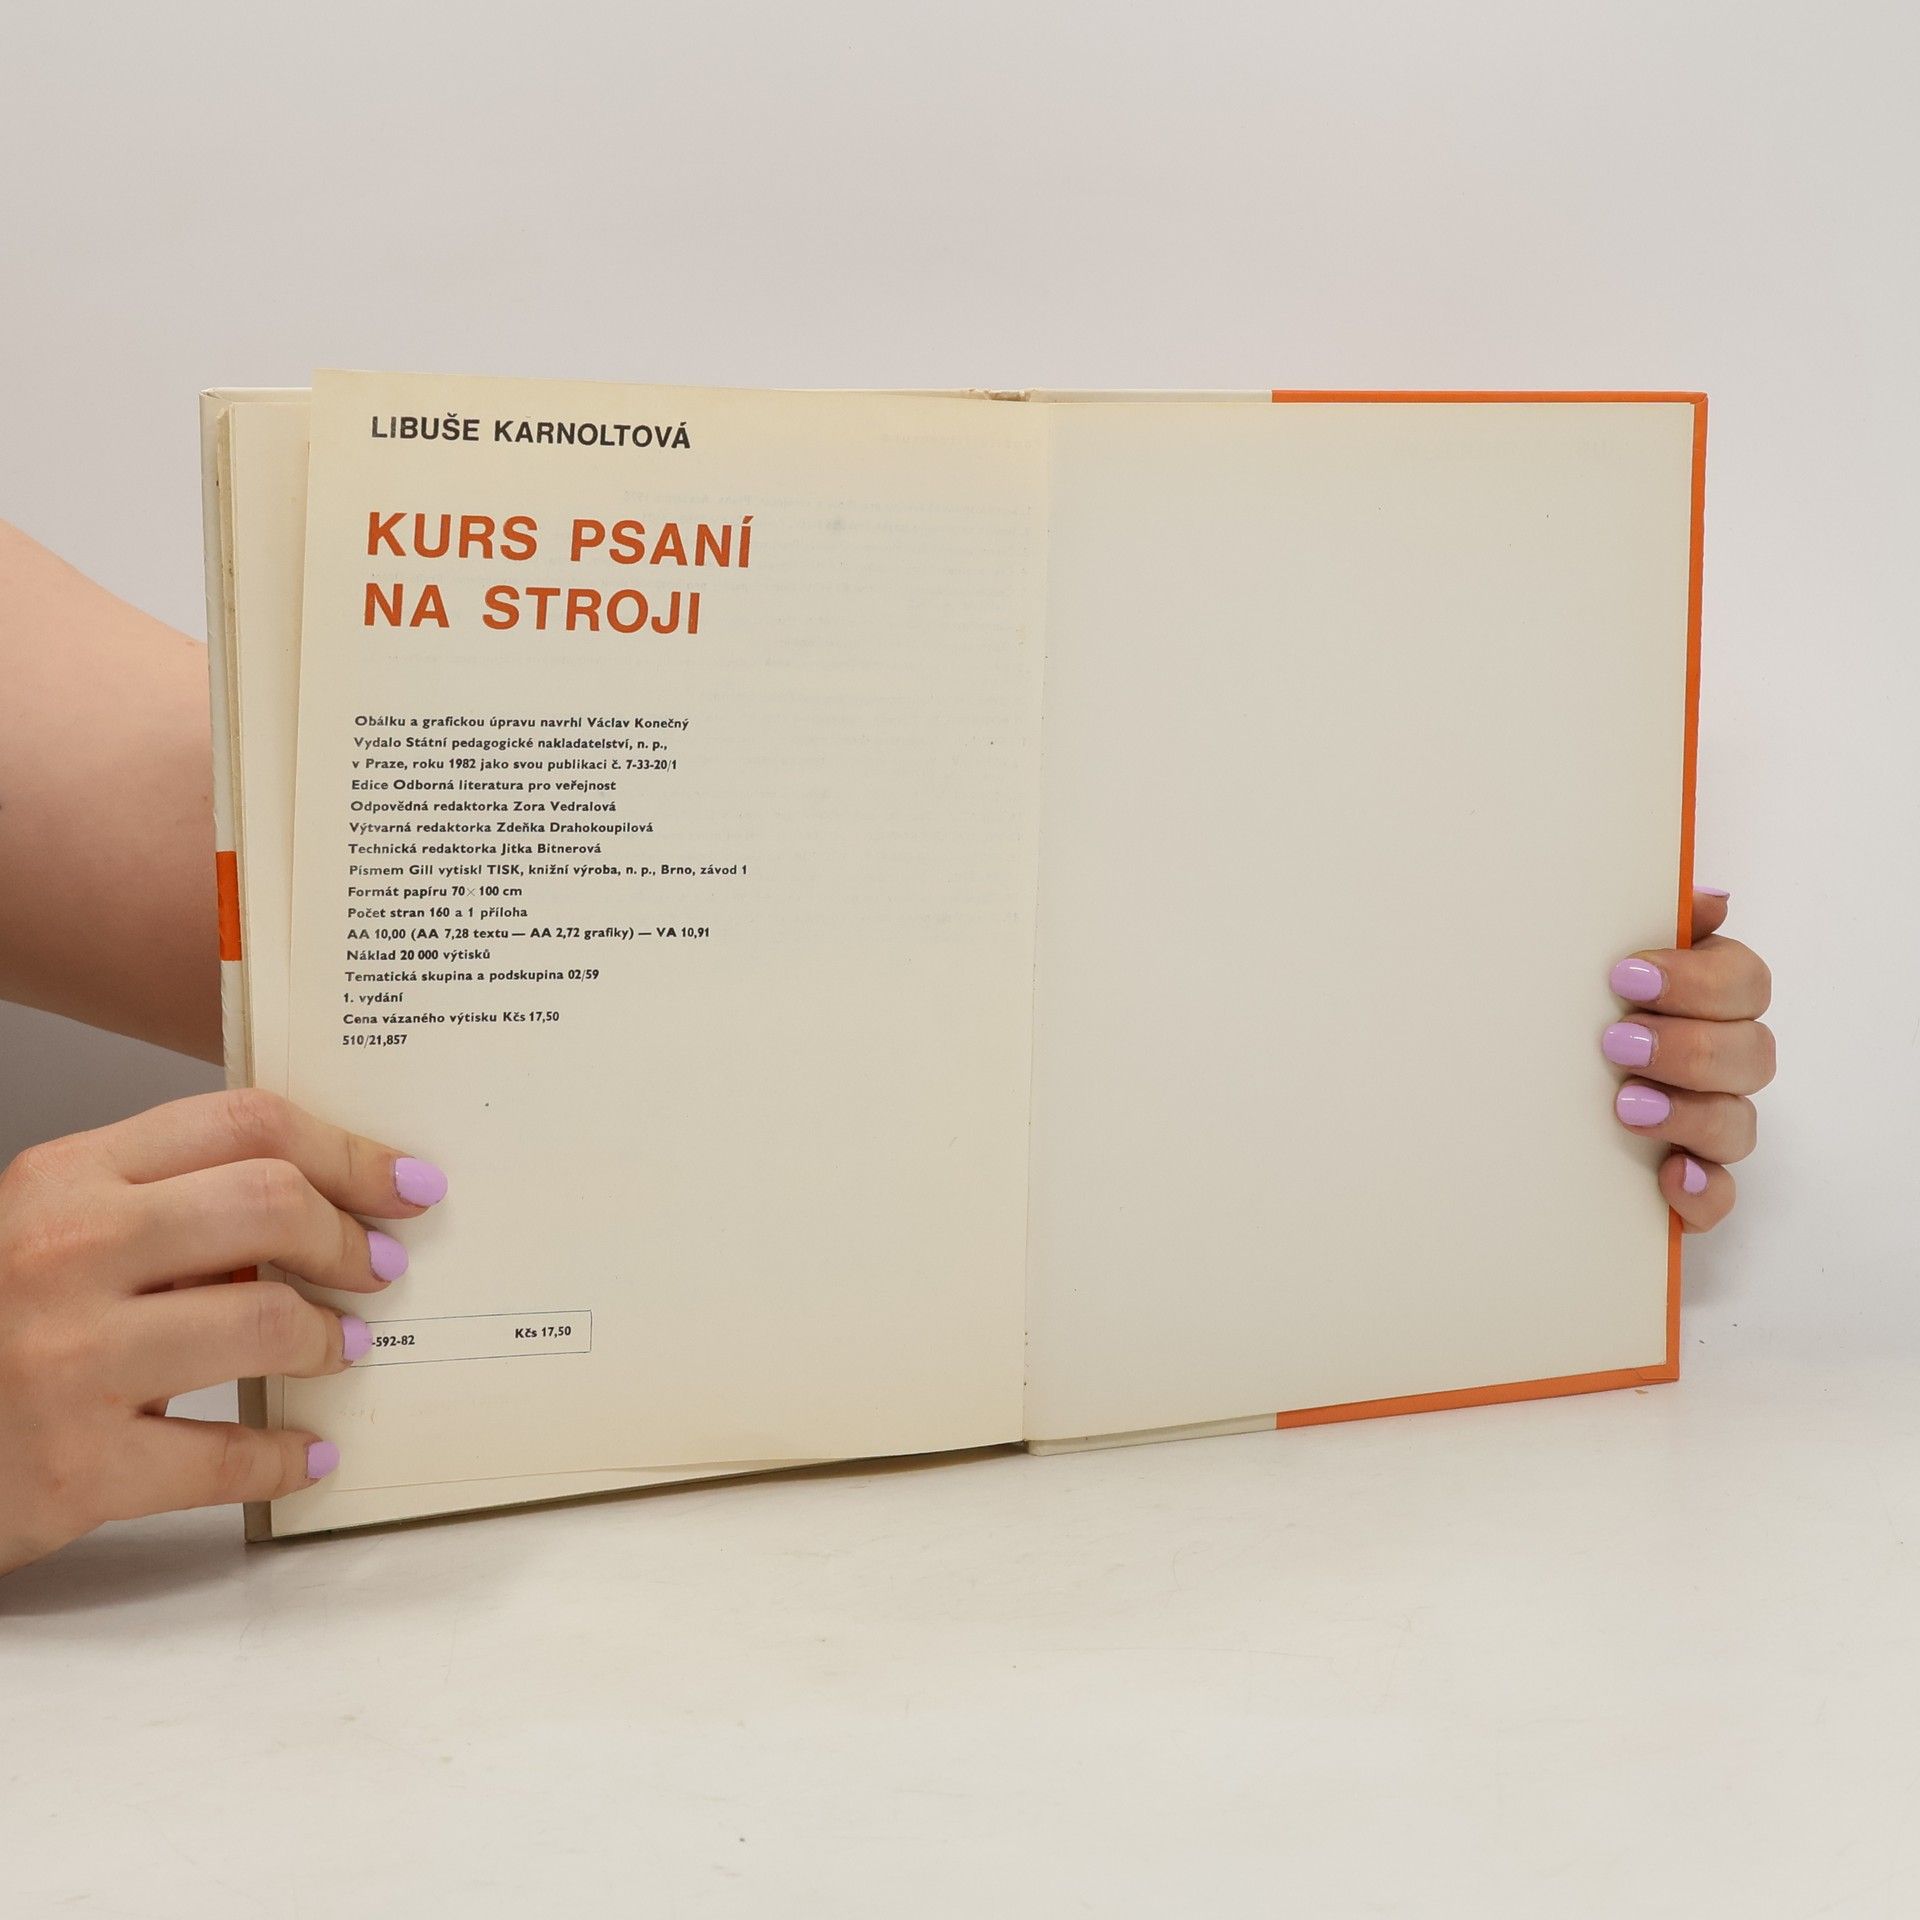 LIBUŠE KÁRNOLTOVÁ
KURS PSANÍ
NA STROJI
Obálku a grafickou úpravu navrhl Václav Konečný
Vydalo Státní pedagogické nakladatelství, n. p.,
v Praze, roku 1982 jako svou publikaci č. 7-33-20/1
Edice Odborná literatura pro veřejnost
Odpovědná redaktorka Zora Vedralová
Výtvarná redaktorka Zdeňka Drahokoupilová
Technická redaktorka Jitka Bitnerová
Písmem Gill vytiskl TISK, knižní výroba, n. p., Brno, závod 1
Formát papíru 70×100 cm
Počet stran 160 a 1 příloha
AA 10,00 (AA 7,28 textu — AA 2,72 grafiky) — VA 10,91
Náklad 20 000 výtisků
Tematická skupina a podskupina 02/59
1. vydání
Cena vázaného výtisku Kčs 17,50
510/21,857
-592-82 Kčs 17,50